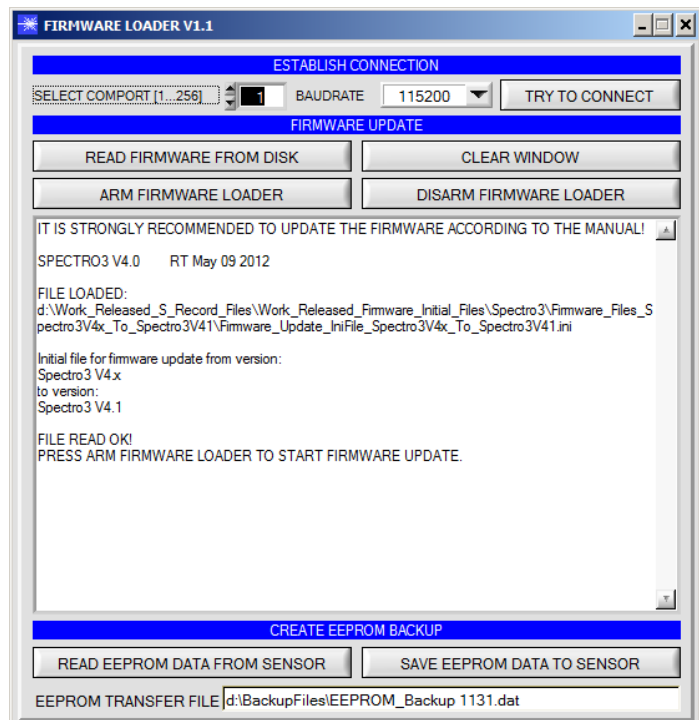 FIRMWARE LOADER V1.1
ESTABLISH CONNECTION
SELECT COMPORT [1...256] 1 BAUDRATE 115200 TRY TO CONNECT
FIRMWARE UPDATE
READ FIRMWARE FROM DISK CLEAR WINDOW
ARM FIRMWARE LOADER DISARM FIRMWARE LOADER
IT IS STRONGLY RECOMMENDED TO UPDATE THE FIRMWARE ACCORDING TO THE MANUAL!
SPECTRO3 V4.0 RT May 09 2012
FILE LOADED:
d:\Work_Released_S_Record_Files\Work_Released_Firmware_Initial_Files\Spectro3\Firmware_Files_S
pectro3V4x_To_Spectro3V41\Firmware_Update_IniFile_Spectro3V4x_To_Spectro3V41.ini
Initial file for firmware update from version:
Spectro3 V4.x
to version:
Spectro3 V4.1
FILE READ OK!
PRESS ARM FIRMWARE LOADER TO START FIRMWARE UPDATE.
CREATE EEPROM BACKUP
READ EEPROM DATA FROM SENSOR SAVE EEPROM DATA TO SENSOR
EEPROM TRANSFER FILE d:\BackupFiles\EEPROM_Backup 1131.dat